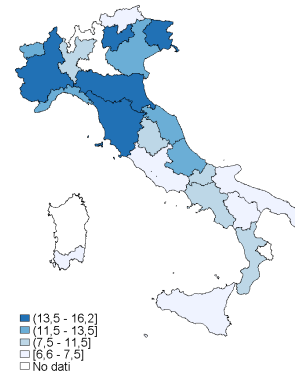 (13,5 - 16,2]
(11,5 - 13,5]
(7,5 - 11,5]
[6,6 - 7,5]
No dati